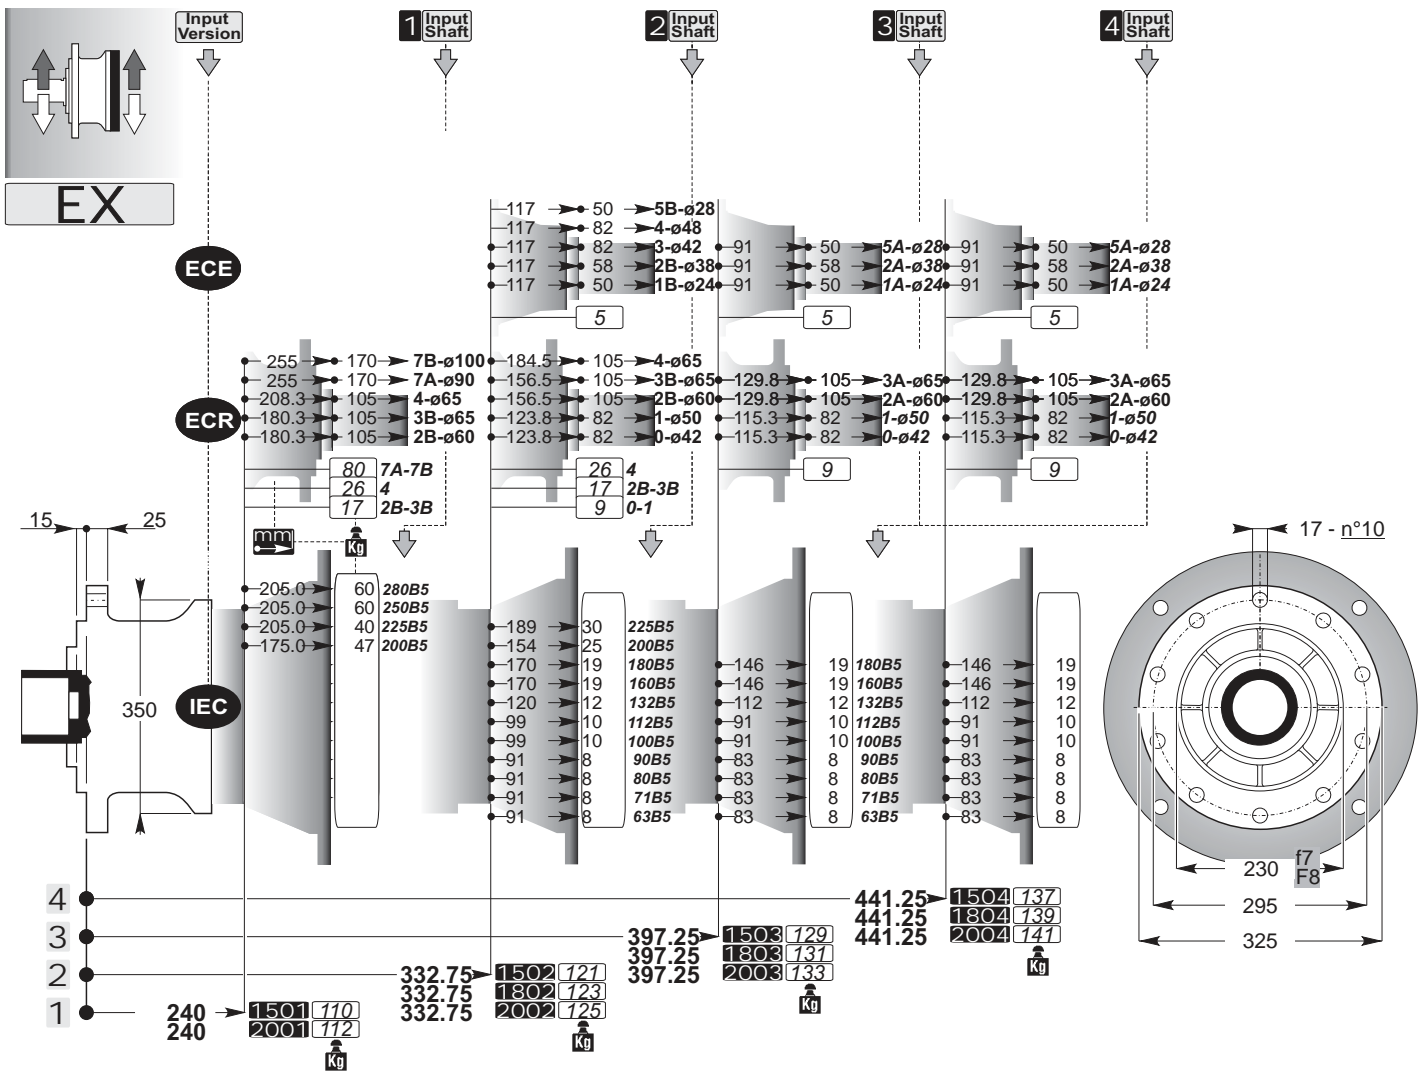 Input
Version
1 Input
Shaft
2 Input
Shaft
3 Input
Shaft
4 Input
Shaft
EX
117 50 5B-ø28
117 82 4-ø48
117 82 3-ø42 91 50 5A-ø28 91 50 5A-ø28
ECE 117 58 2B-ø38 91 58 2A-ø38 91 58 2A-ø38
117 50 1B-ø24 91 50 1A-ø24 91 50 1A-ø24
5 5 5
255 170 7B-ø100 184.5 105 4-ø65
255 170 7A-ø90 156.5 105 3B-ø65 129.8 105 3A-ø65 129.8 105 3A-ø65
208.3 105 4-ø65 156.5 105 2B-ø60 129.8 105 2A-ø60 129.8 105 2A-ø60
ECR 180.3 105 3B-ø65 123.8 82 1-ø50 115.3 82 1-ø50 115.3 82 1-ø50
180.3 105 2B-ø60 123.8 82 0-ø42 115.3 82 0-ø42 115.3 82 0-ø42
80 7A-7B 26 4 9 9
26 4 17 2B-3B
17 2B-3B 9 0-1
15 25 17 - n°10
mm Kg
205.0 60 280B5
205.0 60 250B5
205.0 40 225B5 189 30 225B5
175.0 47 200B5 154 25 200B5
170 19 180B5 146 19 180B5 146 19
170 19 160B5 146 19 160B5 146 19
350 IEC 120 12 132B5 112 12 132B5 112 12
99 10 112B5 91 10 112B5 91 10
99 10 100B5 91 10 100B5 91 10
91 8 90B5 83 8 90B5 83 8
91 8 80B5 83 8 80B5 83 8
91 8 71B5 83 8 71B5 83 8
91 8 63B5 83 8 63B5 83 8
230 f7
F8
295
325
4 441.25 1504 137
441.25 1804 139
441.25 2004 141
Kg
3 397.25 1503 129
397.25 1803 131
397.25 2003 133
Kg
2 332.75 1502 121
332.75 1802 123
332.75 2002 125
Kg
1 240 1501 110
240 2001 112
Kg